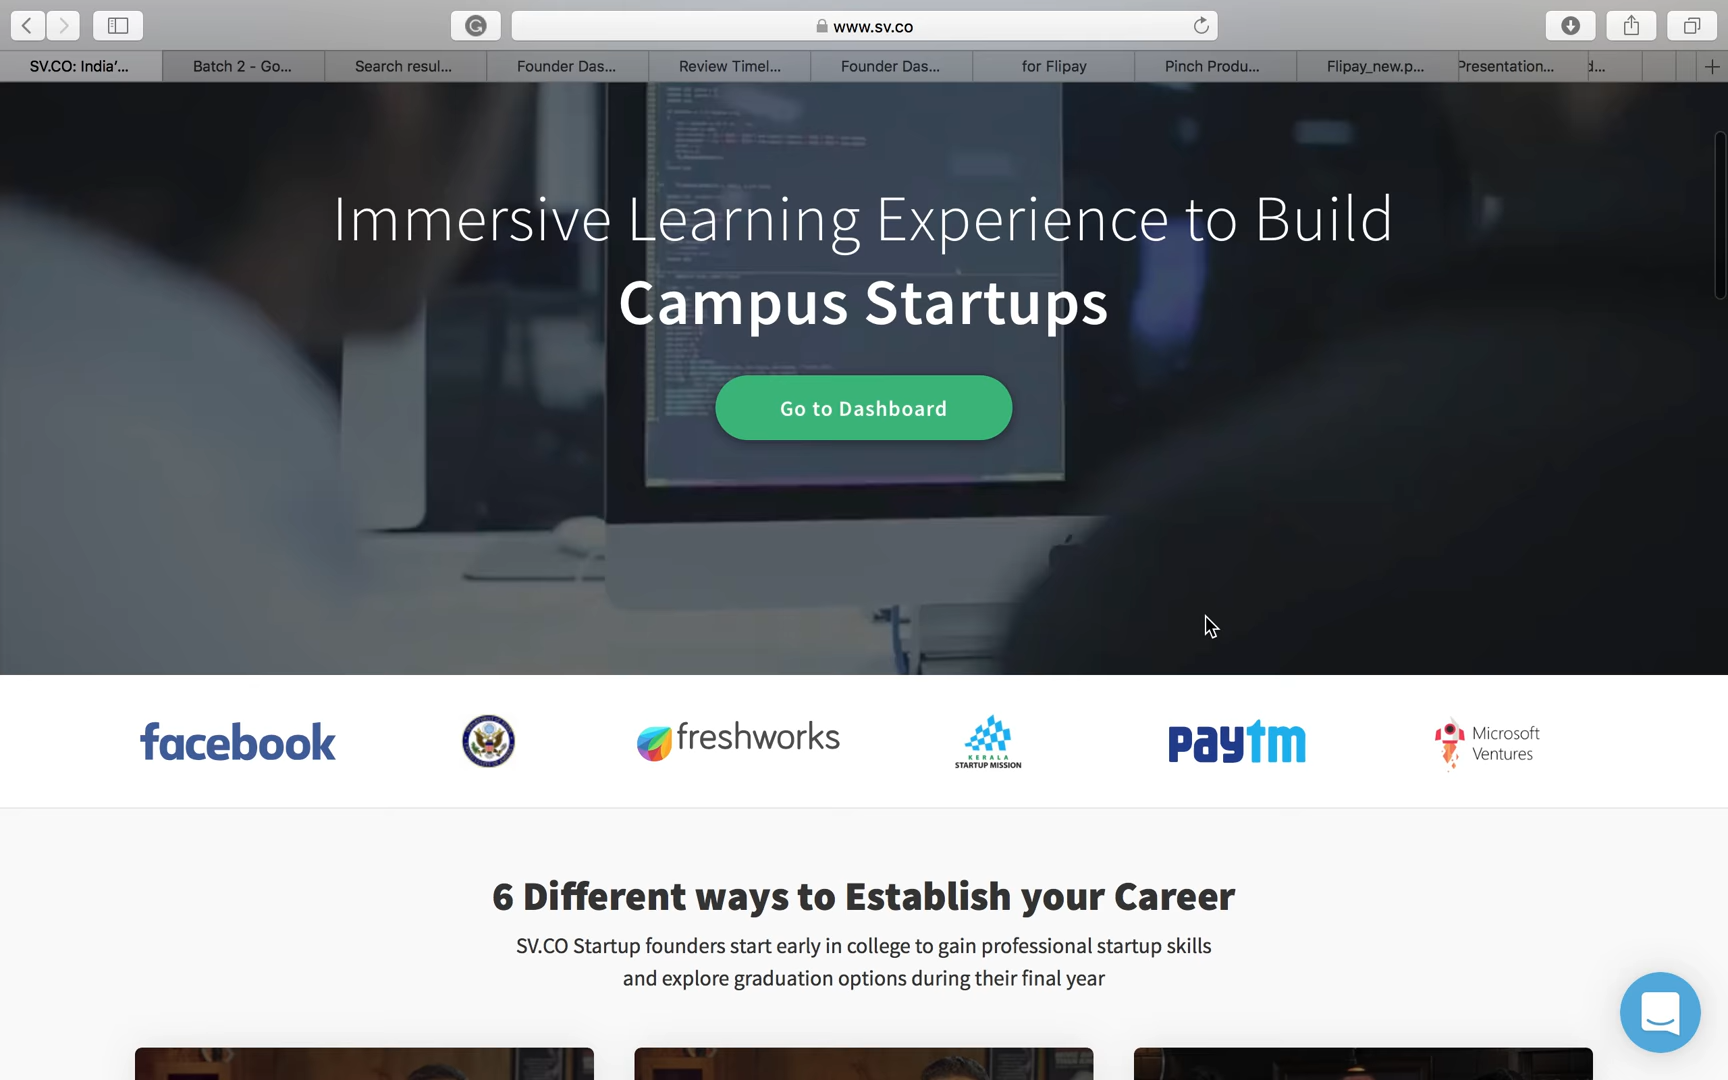 www.sv.co
SV.CO: India'...
Batch 2 - Go...
Search resul...
Founder Das...
Review Timel...
Founder Das...
for Flipay
Pinch Produ...
Flipay_new.p...
Presentation...
Immersive Learning Experience to Build
Campus Startups
Go to Dashboard
facebook
freshworks
KERALA
STARTUP MISSION
paytm
Microsoft
Ventures
6 Different ways to Establish your Career
SV.CO Startup founders start early in college to gain professional startup skills
and explore graduation options during their final year